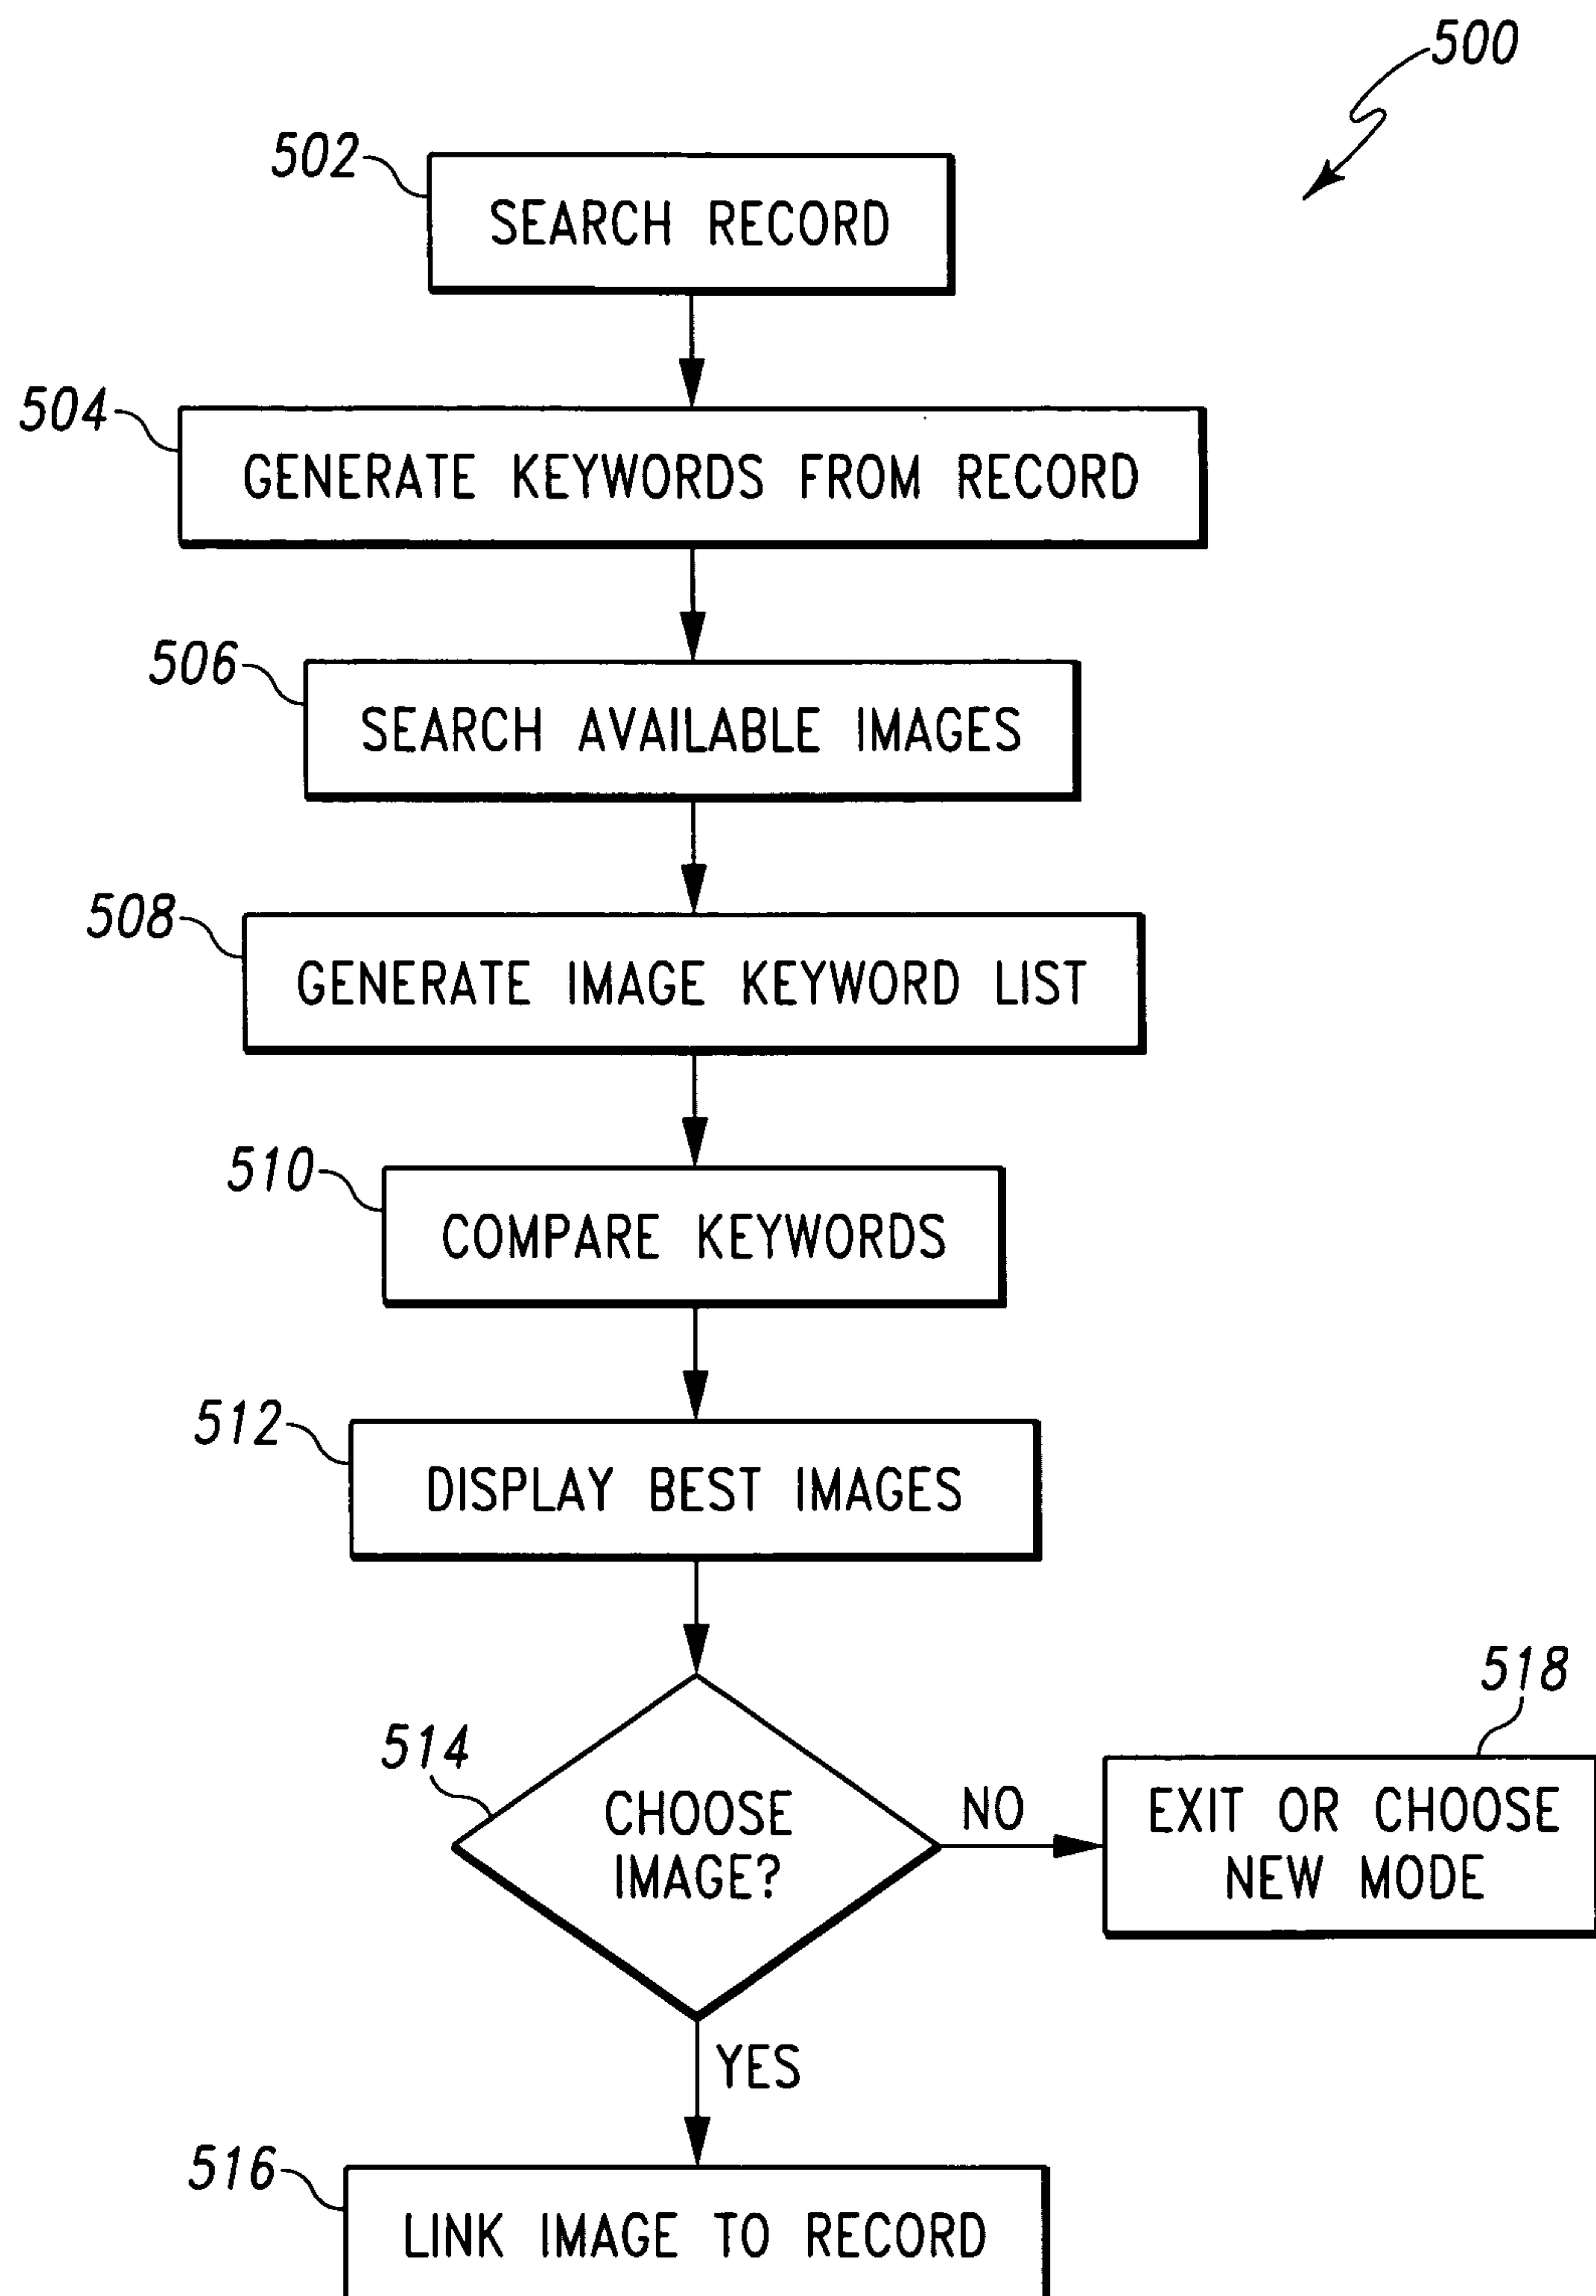 500
502
SEARCH RECORD
504
GENERATE KEYWORDS FROM RECORD
506
SEARCH AVAILABLE IMAGES
508
GENERATE IMAGE KEYWORD LIST
510
COMPARE KEYWORDS
512
DISPLAY BEST IMAGES
514
CHOOSE
IMAGE?
NO
518
EXIT OR CHOOSE
NEW MODE
YES
516
LINK IMAGE TO RECORD